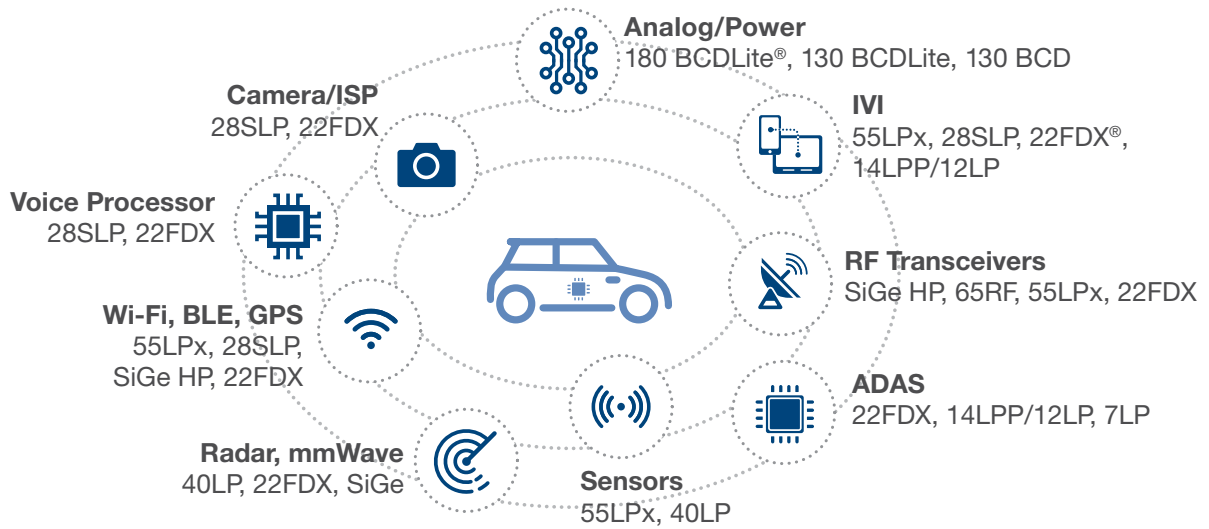 Analog/Power
180 BCDLite®, 130 BCDLite, 130 BCD
Camera/ISP
28SLP, 22FDX
IVI
55LPx, 28SLP, 22FDX®,
14LPP/12LP
Voice Processor
28SLP, 22FDX
RF Transceivers
SiGe HP, 65RF, 55LPx, 22FDX
Wi-Fi, BLE, GPS
55LPx, 28SLP,
SiGe HP, 22FDX
ADAS
22FDX, 14LPP/12LP, 7LP
Radar, mmWave
40LP, 22FDX, SiGe
Sensors
55LPx, 40LP